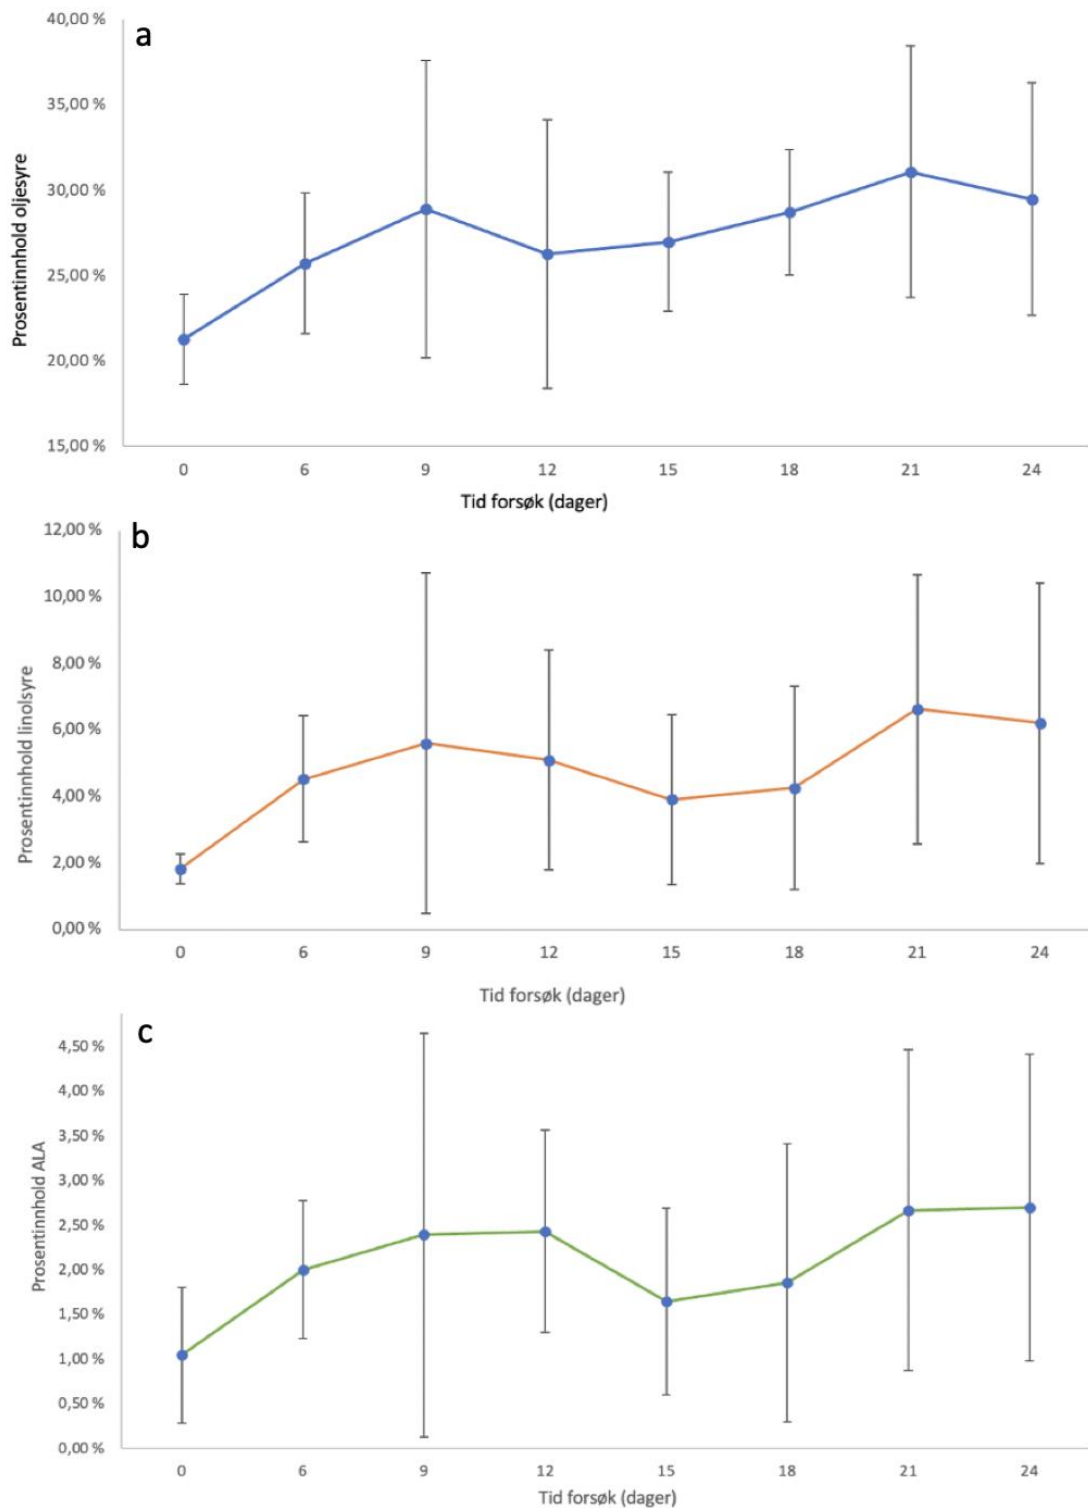 a
40,00 %
35,00 %
30,00 %
25,00 %
20,00 %
15,00 %
Prosentinnhold oljesyre
0 6 9 12 15 18 21 24
Tid forsøk (dager)
b
12,00 %
10,00 %
8,00 %
6,00 %
4,00 %
2,00 %
0,00 %
Prosentinnhold linolsyre
0 6 9 12 15 18 21 24
Tid forsøk (dager)
c
4,50 %
4,00 %
3,50 %
3,00 %
2,50 %
2,00 %
1,50 %
1,00 %
0,50 %
0,00 %
Prosentinnhold ALA
0 6 9 12 15 18 21 24
Tid forsøk (dager)